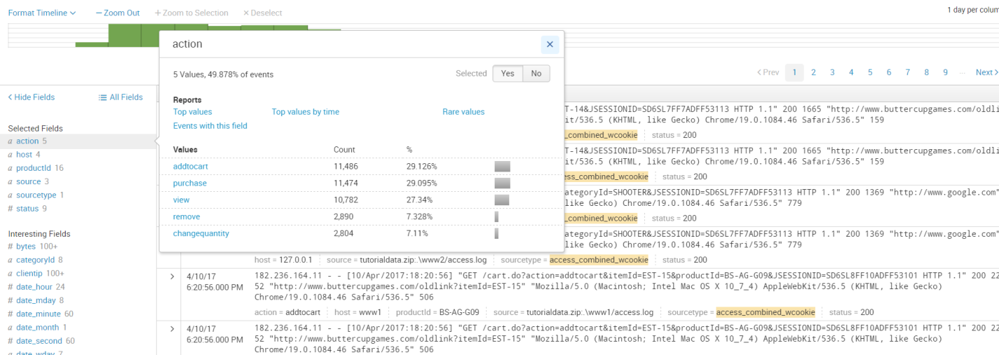 Format Timeline
— Zoom Out
+ Zoom to Selection
× Deselect
1 day per colum
action
×
5 Values, 49.878% of events
Selected
Yes
No
Reports
Top values
Top values by time
Rare values
Events with this field
Values Count %
addtocart 11,486 29.126%
purchase 11,474 29.095%
view 10,782 27.34%
remove 2,890 7.328%
changequantity 2,804 7.11%
< Prev 1 2 3 4 5 6 7 8 9 ... Next >
< Hide Fields
All Fields
Selected Fields
a action 5
a host 4
a productId 16
a source 3
a sourcetype 1
# status 9
Interesting Fields
# bytes 100+
a categoryId 8
a clientip 100+
# date_hour 24
# date_mday 8
# date_minute 60
a date_month 1
# date_second 60
a date_wday 7
T-14&JSESSIONID=SD6SL7FF7ADFF53113 HTTP 1.1" 200 1665 "http://www.buttercupgames.com/oldli
it/536.5 (KHTML, like Gecko) Chrome/19.0.1084.46 Safari/536.5" 159
_combined_wcookie status = 200
T-14&JSESSIONID=SD6SL7FF7ADFF53113 HTTP 1.1" 200 1665 "http://www.buttercupgames.com/oldli
it/536.5 (KHTML, like Gecko) Chrome/19.0.1084.46 Safari/536.5" 159
ess_combined_wcookie status = 200
ategoryId=SHOOTER&JSESSIONID=SD6SL7FF7ADFF53113 HTTP 1.1" 200 1369 "http://www.google.com"
like Gecko) Chrome/19.0.1084.46 Safari/536.5" 779
_combined_wcookie status = 200
ategoryId=SHOOTER&JSESSIONID=SD6SL7FF7ADFF53113 HTTP 1.1" 200 1369 "http://www.google.com"
like Gecko) Chrome/19.0.1084.46 Safari/536.5" 779
host = 127.0.0.1 source = tutorialdata.zip:.\www2/access.log sourcetype = access_combined_wcookie status = 200
> 4/10/17 182.236.164.11 - - [10/Apr/2017:18:20:56] "GET /cart.do?action=addtocart&itemId=EST-15&productId=BS-AG-G09&JSESSIONID=SD6SL8FF10ADFF53101 HTTP 1.1" 200 22
6:20:56.000 PM 52 "http://www.buttercupgames.com/oldlink?itemId=EST-15" "Mozilla/5.0 (Macintosh; Intel Mac OS X 10_7_4) AppleWebKit/536.5 (KHTML, like Gecko)
Chrome/19.0.1084.46 Safari/536.5" 506
action = addtocart host = www1 productId = BS-AG-G09 source = tutorialdata.zip:.\www1/access.log sourcetype = access_combined_wcookie status = 200
> 4/10/17 182.236.164.11 - - [10/Apr/2017:18:20:56] "GET /cart.do?action=addtocart&itemId=EST-15&productId=BS-AG-G09&JSESSIONID=SD6SL8FF10ADFF53101 HTTP 1.1" 200 22
6:20:56.000 PM 52 "http://www.buttercupgames.com/oldlink?itemId=EST-15" "Mozilla/5.0 (Macintosh; Intel Mac OS X 10_7_4) AppleWebKit/536.5 (KHTML, like Gecko)
Chrome/19.0.1084.46 Safari/536.5" 506